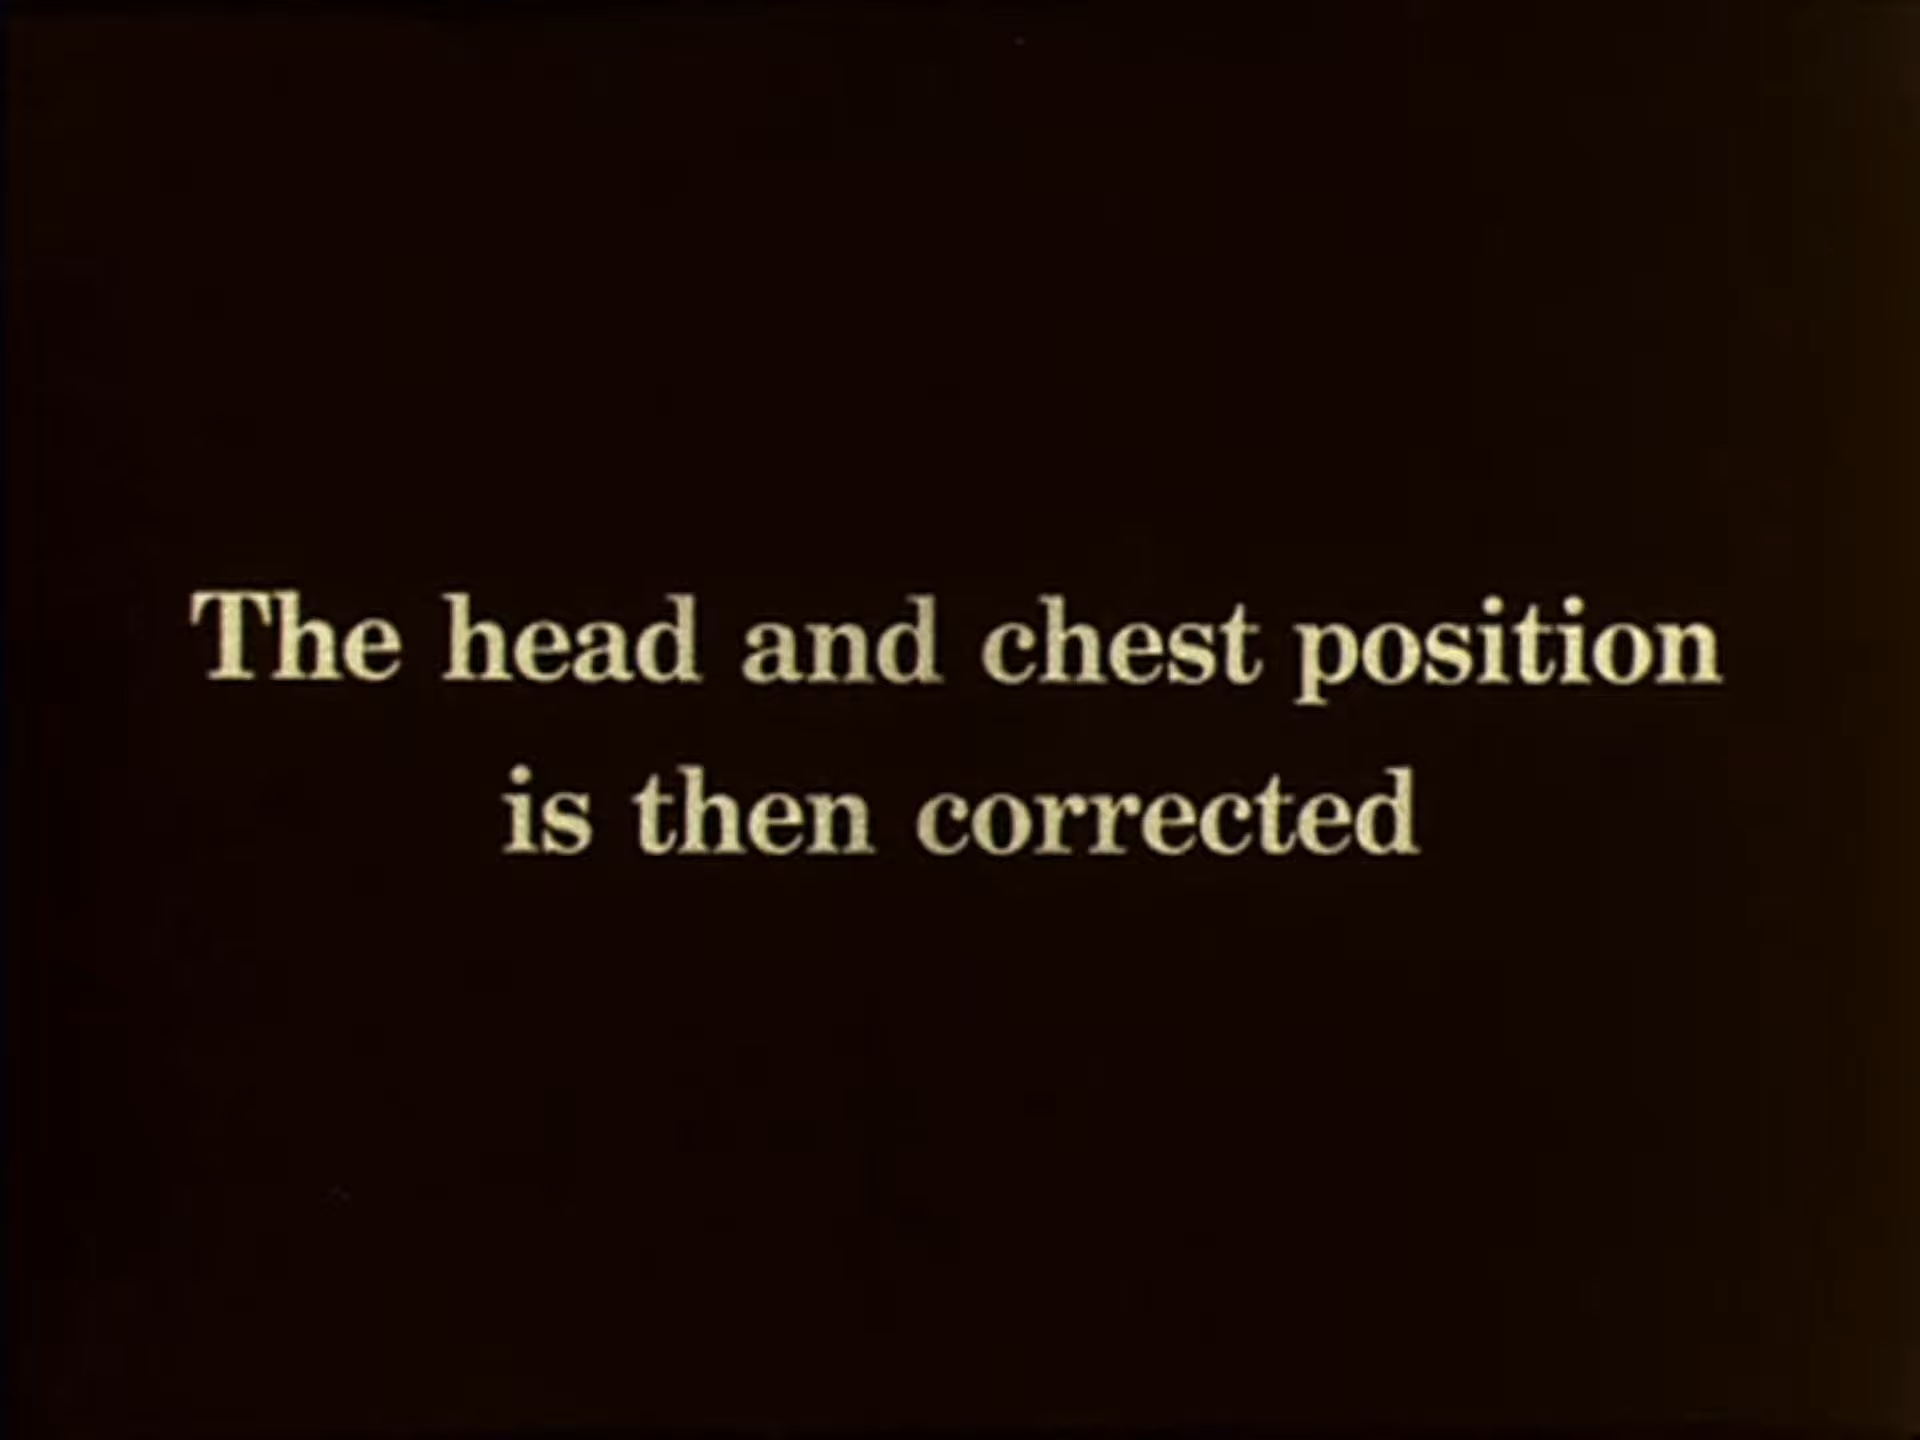 The head and chest position
is then corrected